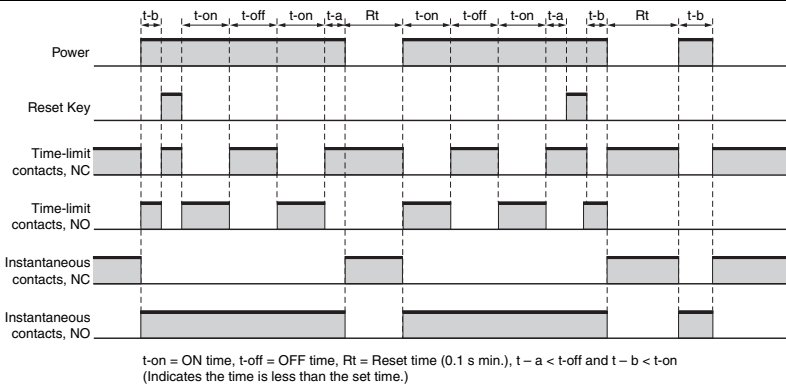 t-b t-on t-off t-on t-a Rt t-on t-off t-on t-a t-b Rt t-b
Power
Reset Key
Time-limit
contacts, NC
Time-limit
contacts, NO
Instantaneous
contacts, NC
Instantaneous
contacts, NO
t-on = ON time, t-off = OFF time, Rt = Reset time (0.1 s min.), t – a < t-off and t – b < t-on
(Indicates the time is less than the set time.)